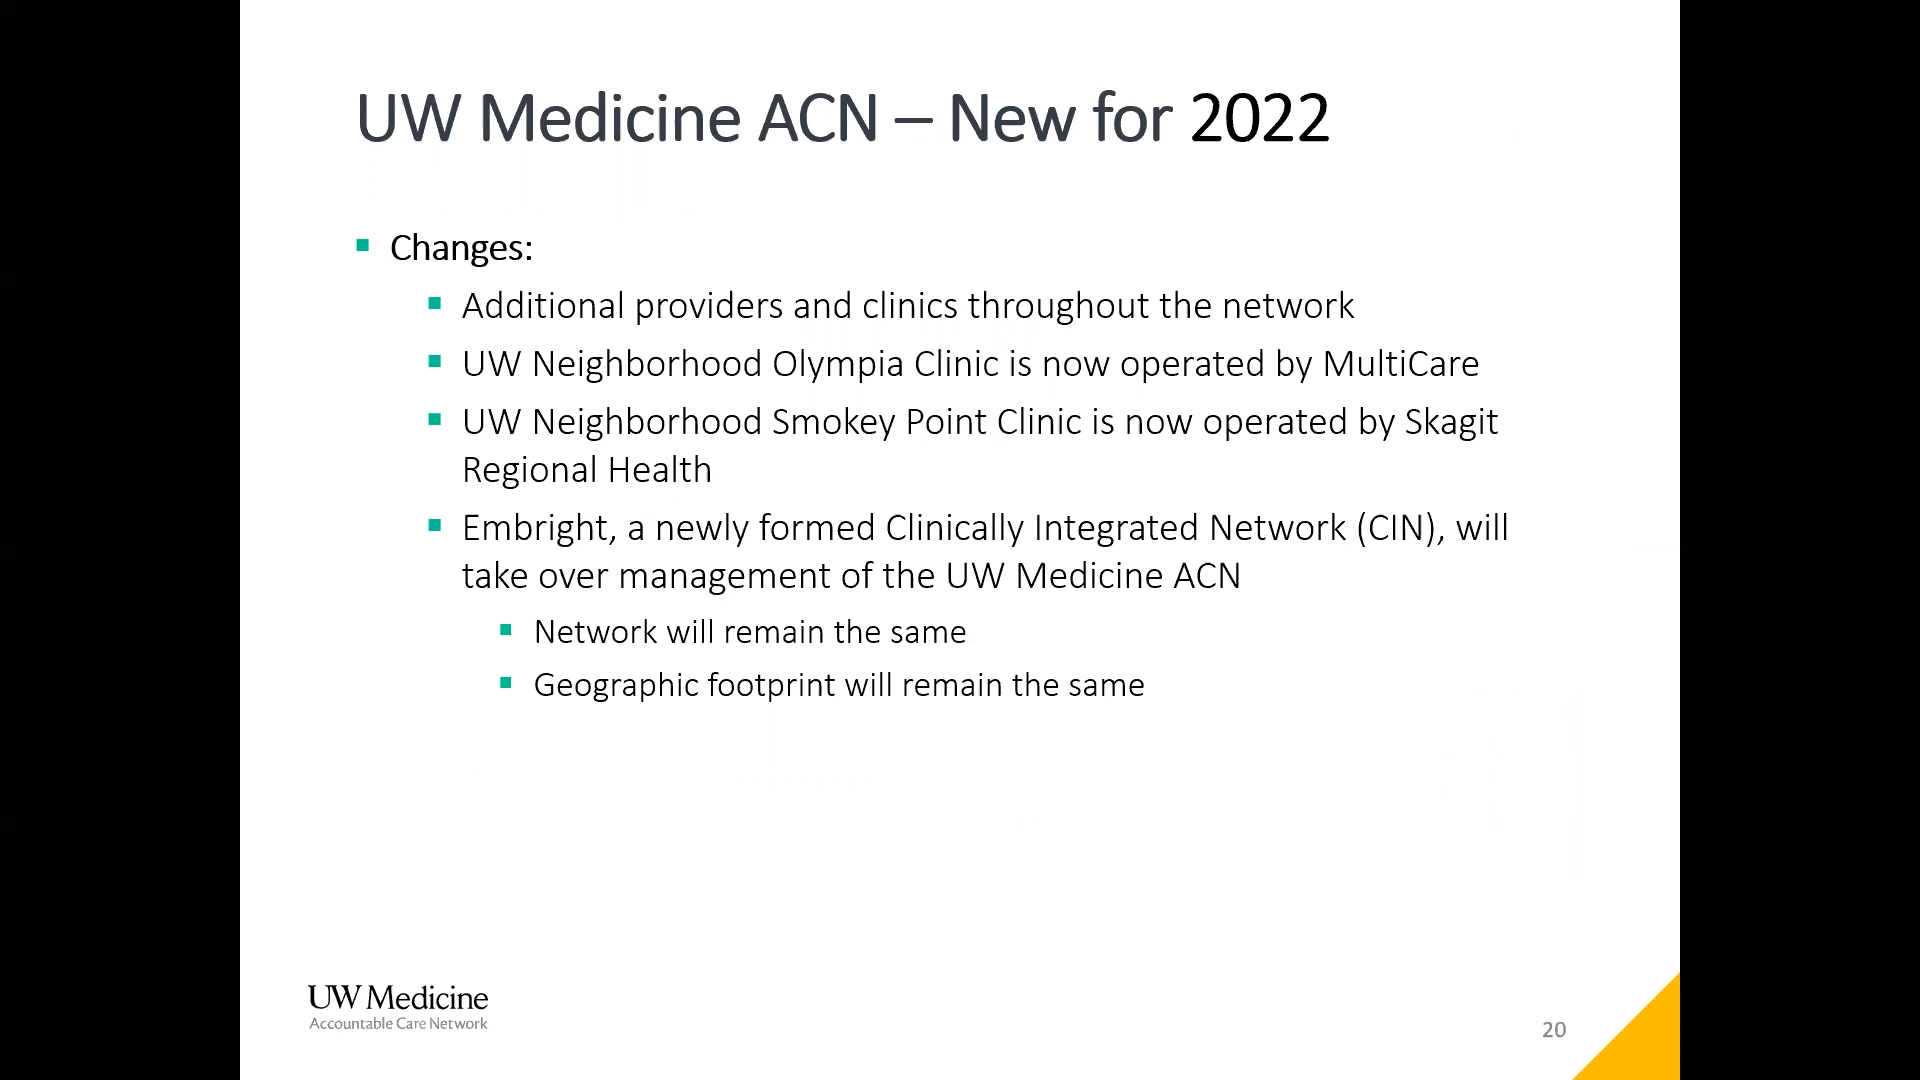 UW Medicine ACN – New for 2022
Changes:
Additional providers and clinics throughout the network
UW Neighborhood Olympia Clinic is now operated by MultiCare
UW Neighborhood Smokey Point Clinic is now operated by Skagit
Regional Health
Embright, a newly formed Clinically Integrated Network (CIN), will
take over management of the UW Medicine ACN
Network will remain the same
Geographic footprint will remain the same
UW Medicine
Accountable Care Network
20